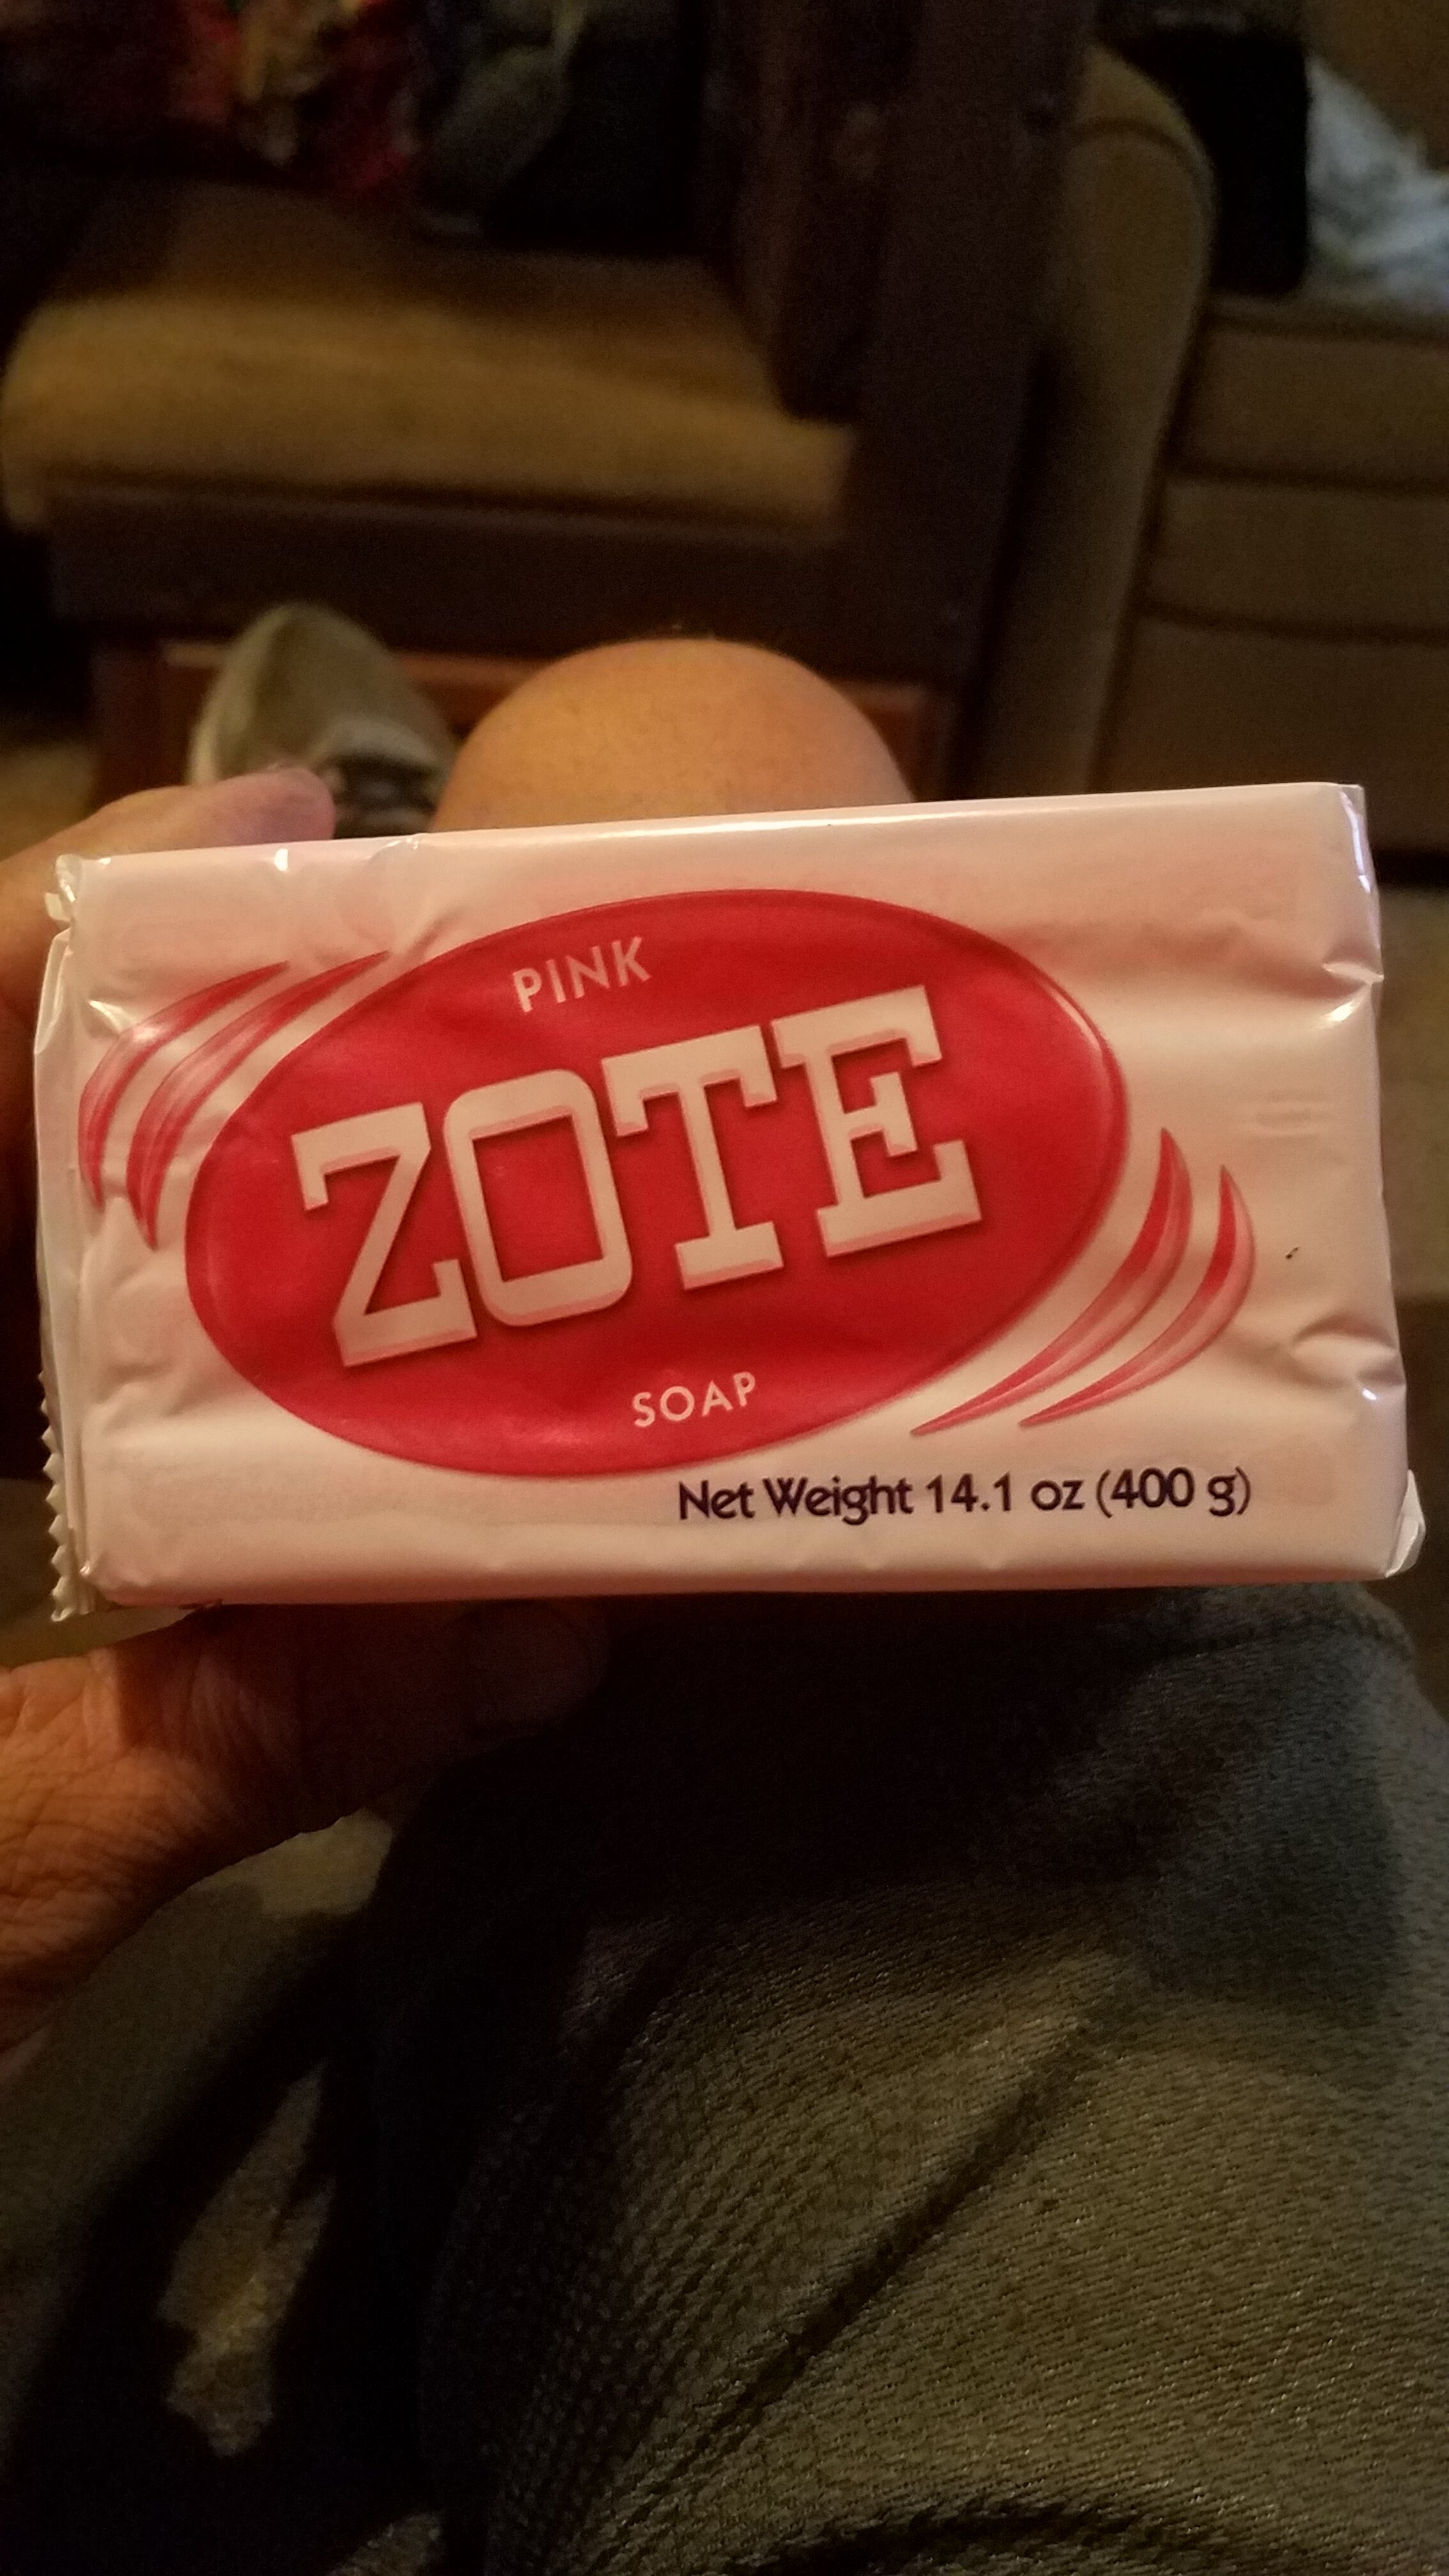 PINK
ZOTE
SOAP
Net Weight 14.1 oz (400 g)